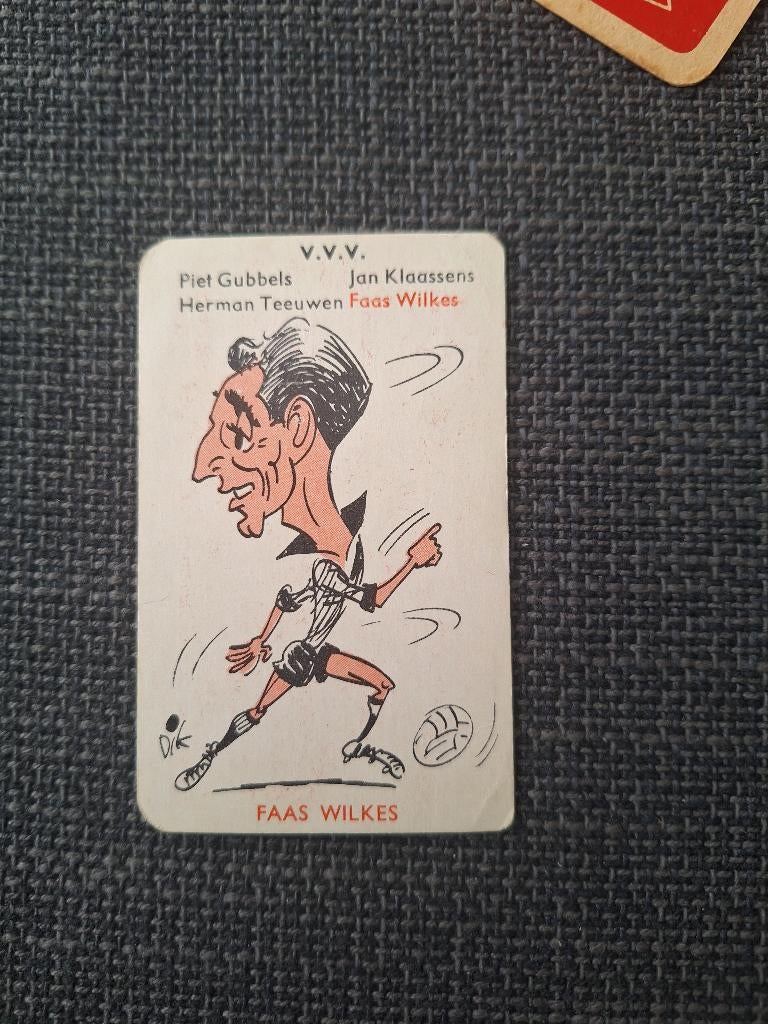 V.V.V.
Piet Gubbels Jan Klaassens
Herman Teeuwen Faas Wilkes
Dik
FAAS WILKES